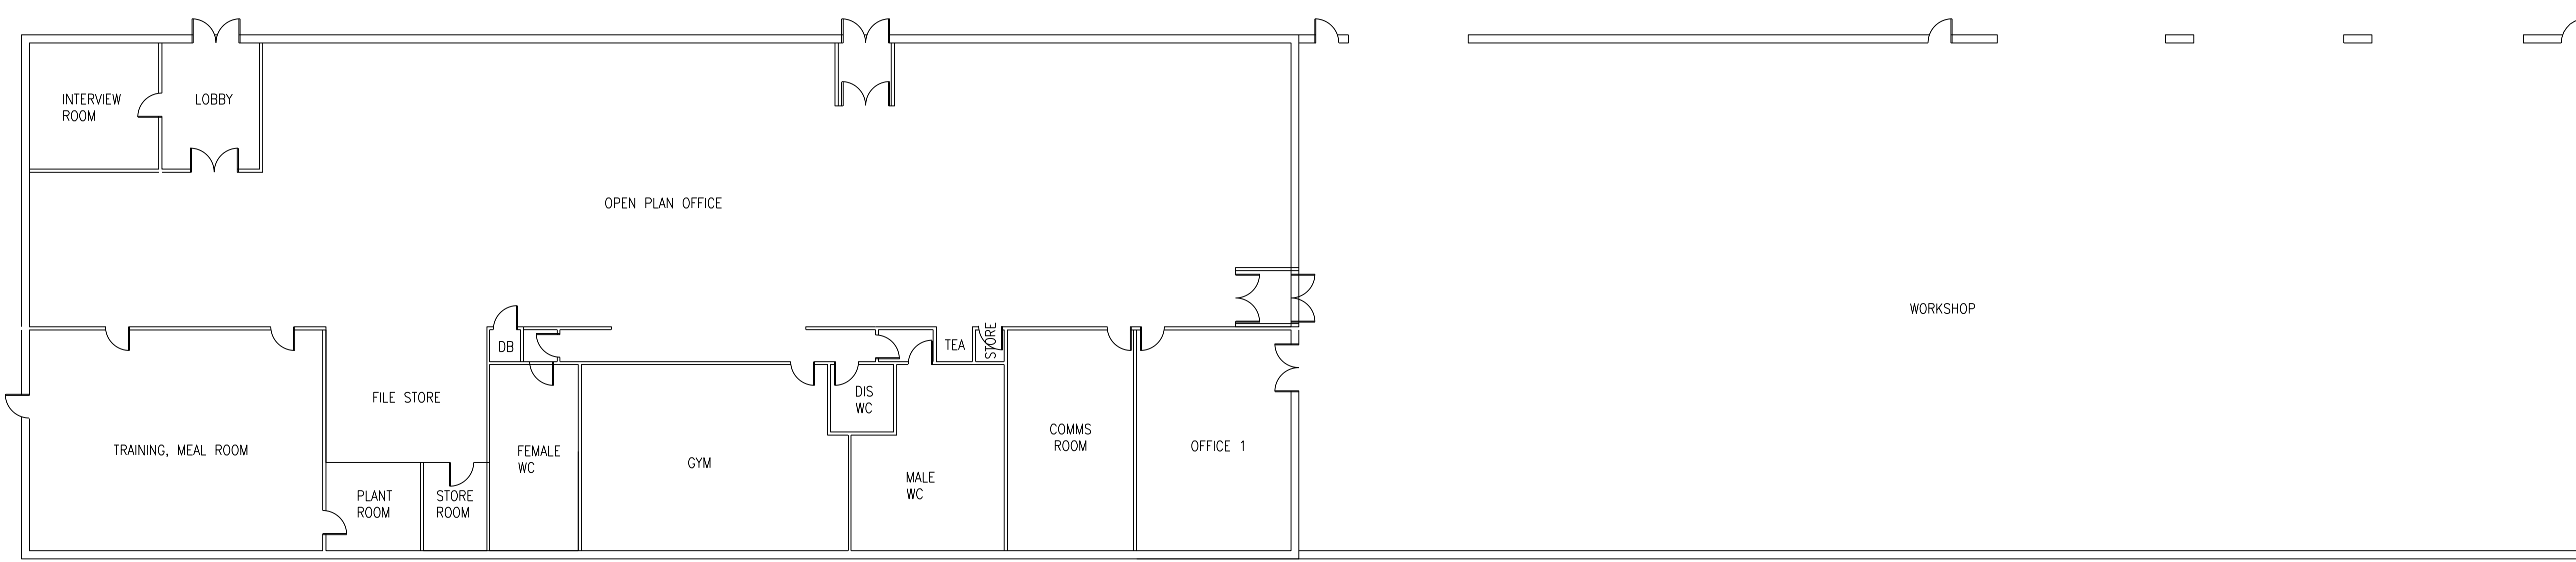 INTERVIEW
ROOM
LOBBY
OPEN PLAN OFFICE
WORKSHOP
DB
TEA
STORE
FILE STORE
DIS
WC
TRAINING, MEAL ROOM
FEMALE
WC
GYM
COMMS
ROOM
OFFICE 1
MALE
WC
PLANT
ROOM
STORE
ROOM